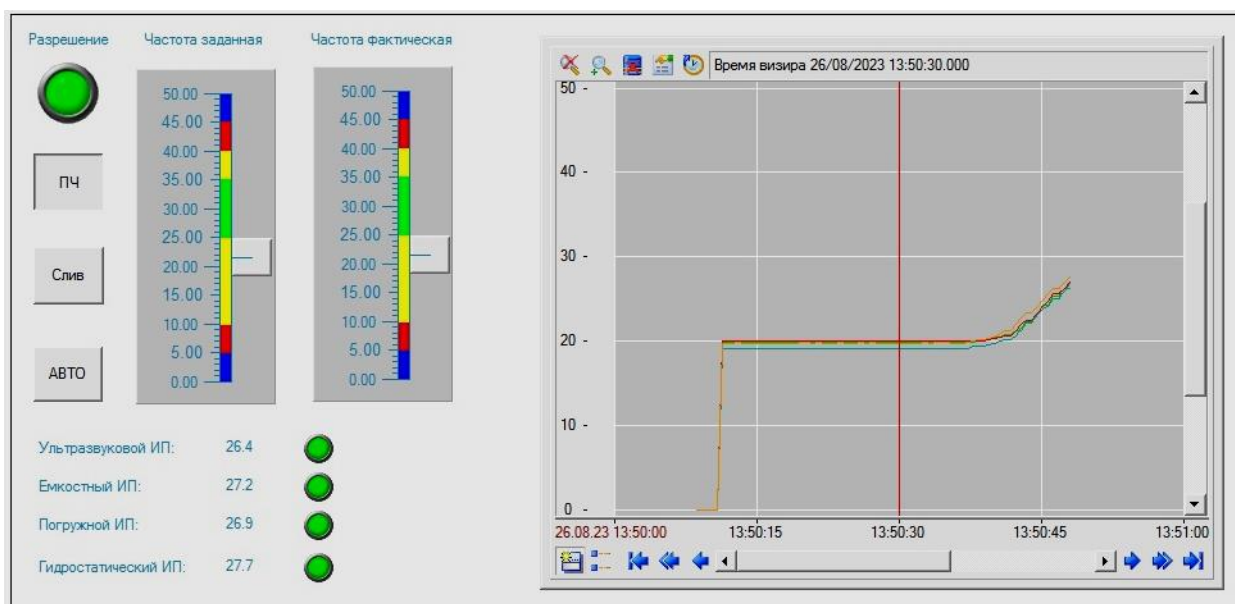 Разрешение
Частота заданная
Частота фактическая
50.00
45.00
40.00
35.00
30.00
25.00
20.00
15.00
10.00
5.00
0.00
50.00
45.00
40.00
35.00
30.00
25.00
20.00
15.00
10.00
5.00
0.00
ПЧ
Слив
АВТО
Ультразвуковой ИП: 26.4
Емкостный ИП: 27.2
Погружной ИП: 26.9
Гидростатический ИП: 27.7
Время визира 26/08/2023 13:50:30.000
50 -
40 -
30 -
20 -
10 -
0 -
26.08.23 13:50:00 13:50:15 13:50:30 13:50:45 13:51:00